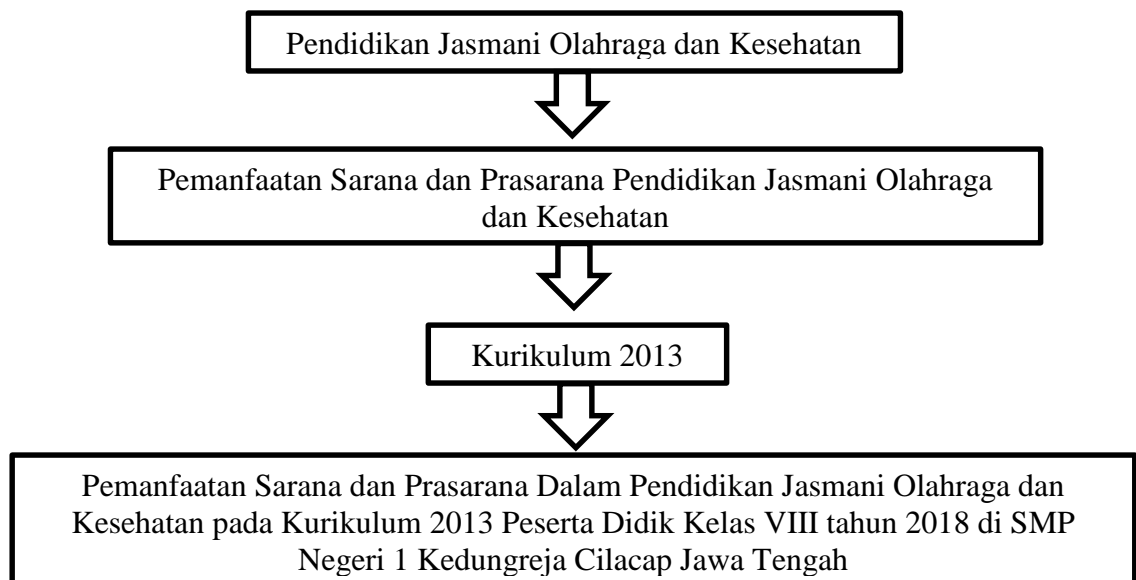 Pendidikan Jasmani Olahraga dan Kesehatan
Pemanfaatan Sarana dan Prasarana Pendidikan Jasmani Olahraga
dan Kesehatan
Kurikulum 2013
Pemanfaatan Sarana dan Prasarana Dalam Pendidikan Jasmani Olahraga dan
Kesehatan pada Kurikulum 2013 Peserta Didik Kelas VIII tahun 2018 di SMP
Negeri 1 Kedungreja Cilacap Jawa Tengah